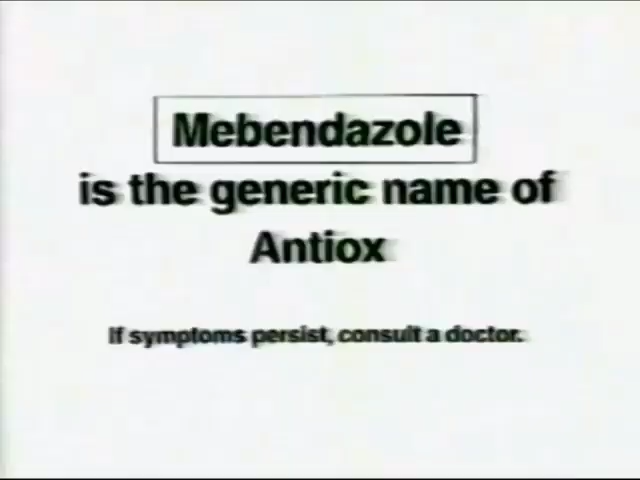 Mebendazole
is the generic name of
Antiox
If symptoms persist, consult a doctor.